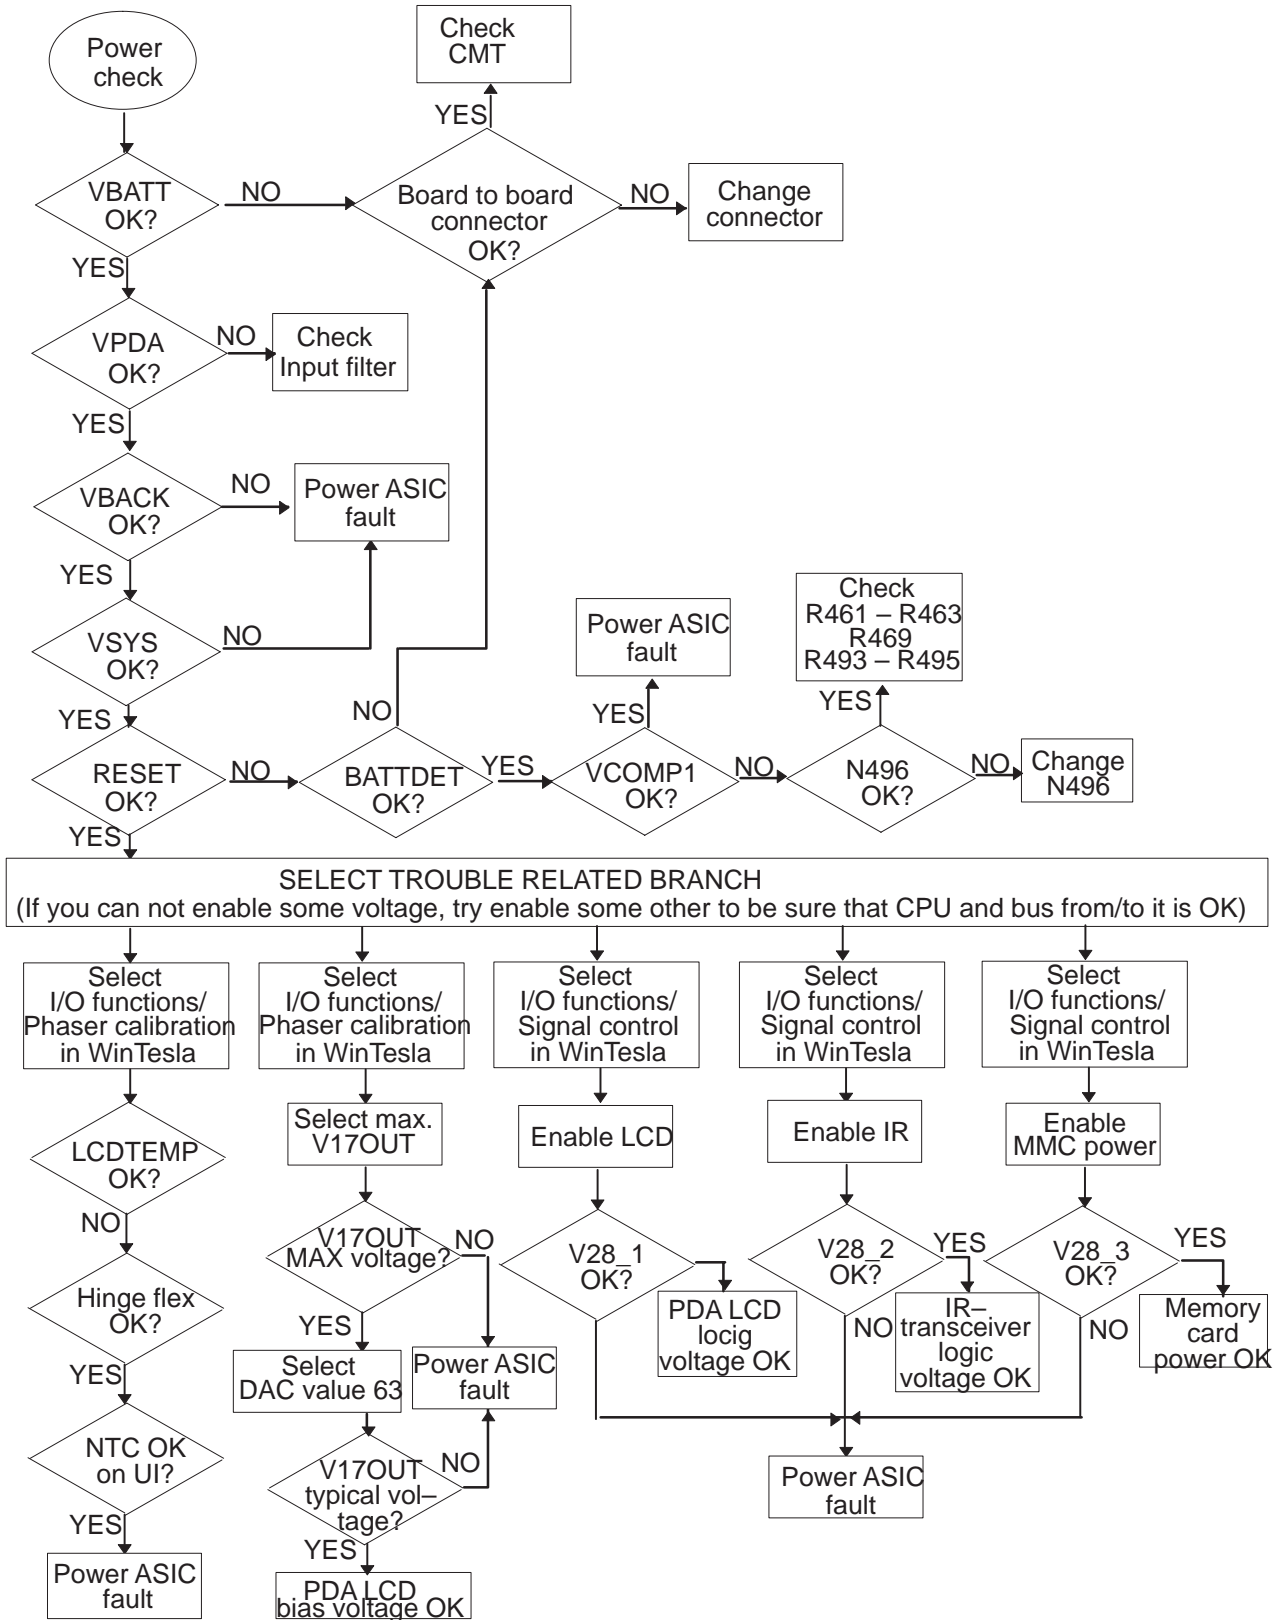 Power
check
Check
CMT
YES
VBATT
OK?
NO
Board to board
connector
OK?
NO
Change
connector
YES
VPDA
OK?
NO
Check
Input filter
YES
VBACK
OK?
NO
Power ASIC
fault
YES
VSYS
OK?
NO
Power ASIC
fault
Check
R461 – R463
R469
R493 – R495
YES
NO
YES
YES
RESET
OK?
NO
BATTDET
OK?
YES
VCOMP1
OK?
NO
N496
OK?
NO
Change
N496
YES
SELECT TROUBLE RELATED BRANCH
(If you can not enable some voltage, try enable some other to be sure that CPU and bus from/to it is OK)
Select
I/O functions/
Phaser calibration
in WinTesla
Select
I/O functions/
Phaser calibration
in WinTesla
Select
I/O functions/
Signal control
in WinTesla
Select
I/O functions/
Signal control
in WinTesla
Select
I/O functions/
Signal control
in WinTesla
LCDTEMP
OK?
NO
Hinge flex
OK?
YES
NTC OK
on UI?
YES
Power ASIC
fault
Select max.
V17OUT
V17OUT
MAX voltage?
NO
YES
Select
DAC value 63
Power ASIC
fault
V17OUT
typical vol–
tage?
NO
YES
PDA LCD
bias voltage OK
Enable LCD
V28_1
OK?
PDA LCD
locig
voltage OK
Enable IR
V28_2
OK?
YES
NO
IR–
transceiver
logic
voltage OK
Enable
MMC power
V28_3
OK?
YES
NO
Memory
card
power OK
Power ASIC
fault